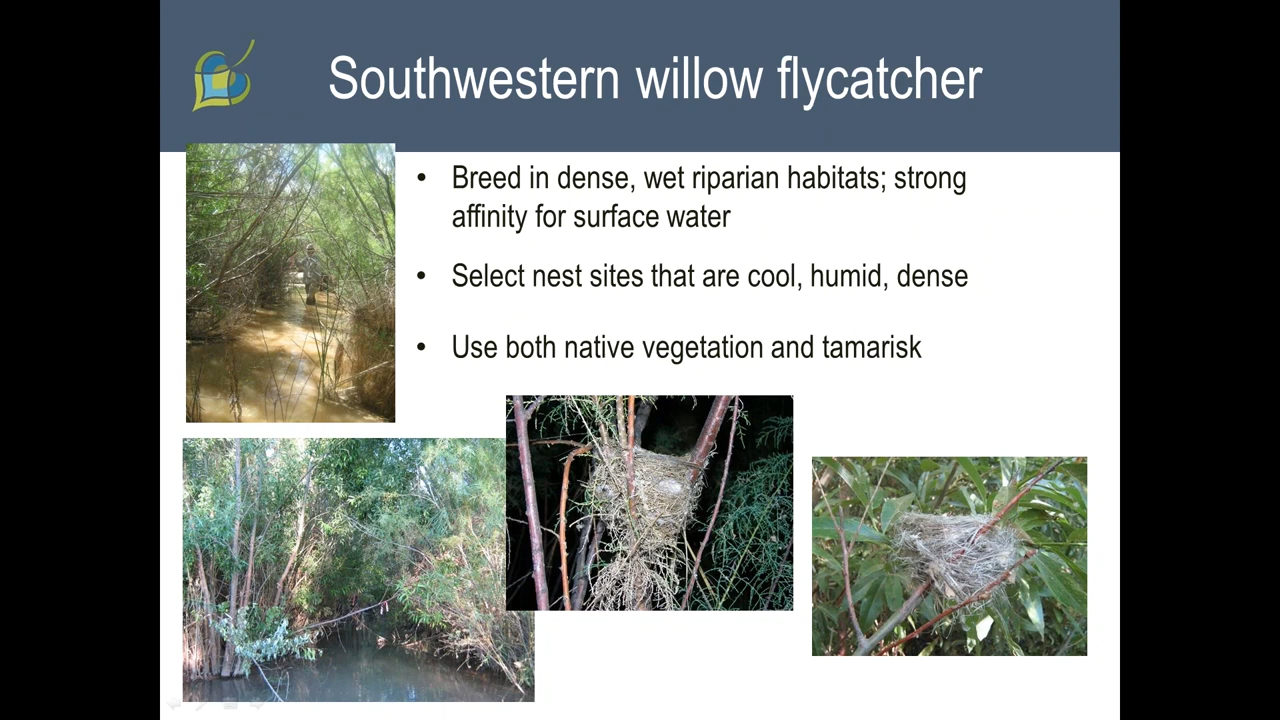 Southwestern willow flycatcher
• Breed in dense, wet riparian habitats; strong
affinity for surface water
• Select nest sites that are cool, humid, dense
• Use both native vegetation and tamarisk